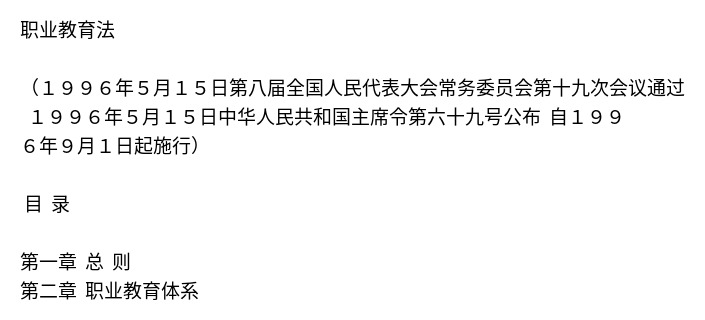 职业教育法
（１９９６年５月１５日第八届全国人民代表大会常务委员会第十九次会议通过
１９９６年５月１５日中华人民共和国主席令第六十九号公布 自１９９
６年９月１日起施行）
目 录
第一章 总 则
第二章 职业教育体系